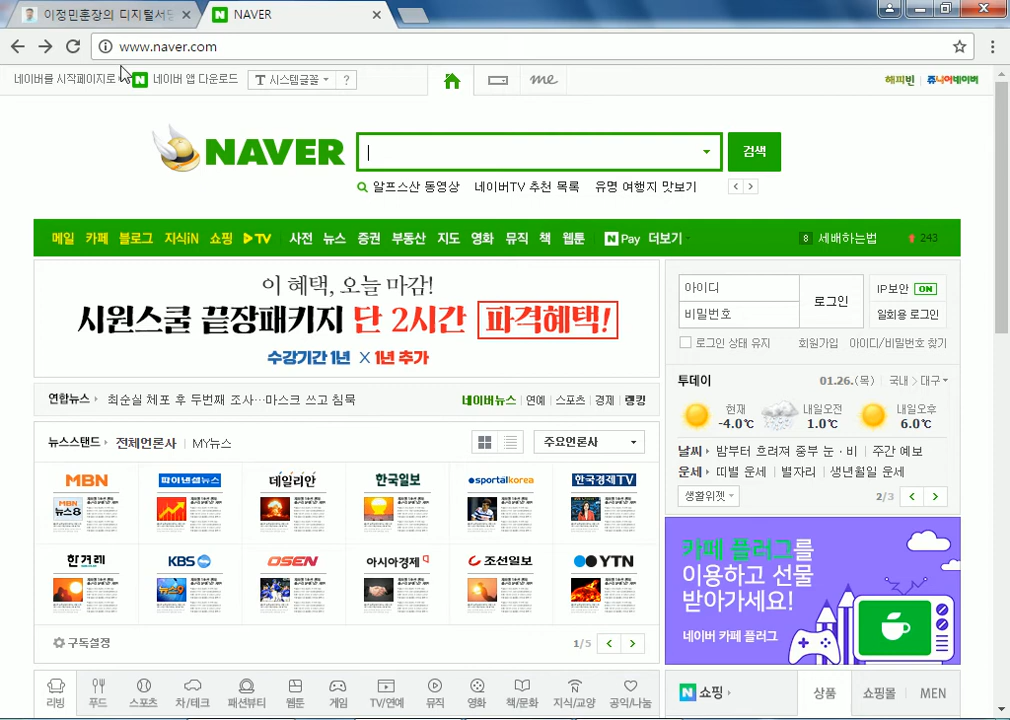 이정민훈장의 디지털서당
NAVER
www.naver.com
네이버를 시작페이지로
네이버 앱 다운로드
T 시스템글꼴 ?
me
해피빈 쥬니어네이버
NAVER
검색
알프스산 동영상 네이버TV 추천 목록 유명 여행지 맛보기
메일 카페 블로그 지식iN 쇼핑 TV 사전 뉴스 증권 부동산 지도 영화 뮤직 책 웹툰 N Pay 더보기
8 세배하는법 243
이 혜택, 오늘 마감!
시원스쿨 끝장패키지 단 2시간 파격혜택!
수강기간 1년 X 1년 추가
아이디
비밀번호
로그인
IP보안 ON
일회용 로그인
로그인 상태 유지 회원가입 아이디/비밀번호 찾기
투데이 01.26.(목) 국내 > 대구
현재 -4.0℃
내일오전 1.0℃
내일오후 6.0℃
날씨 밤부터 흐려져 중부 눈·비 주간 예보
운세 띠별 운세 별자리 생년월일 운세
생활위젯 2/3
연합뉴스 최순실 체포 후 두번째 조사…마스크 쓰고 침묵
네이버뉴스 연예 스포츠 경제 랭킹
뉴스스탠드 전체언론사 MY뉴스
주요언론사
MBN 파이낸셜뉴스 데일리안 한국일보 sportalkorea 한국경제TV
MBN 뉴스8
한겨레 KBS OSEN 아시아경제 조선일보 YTN
뉴스9
구독설정 1/5
카페 플러그를
이용하고 선물
받아가세요!
네이버 카페 플러그
리빙 푸드 스포츠 차/테크 패션뷰티 웹툰 게임 TV/연예 뮤직 영화 책/문화 지식/교양 공익/나눔
N 쇼핑 상품 쇼핑몰 MEN